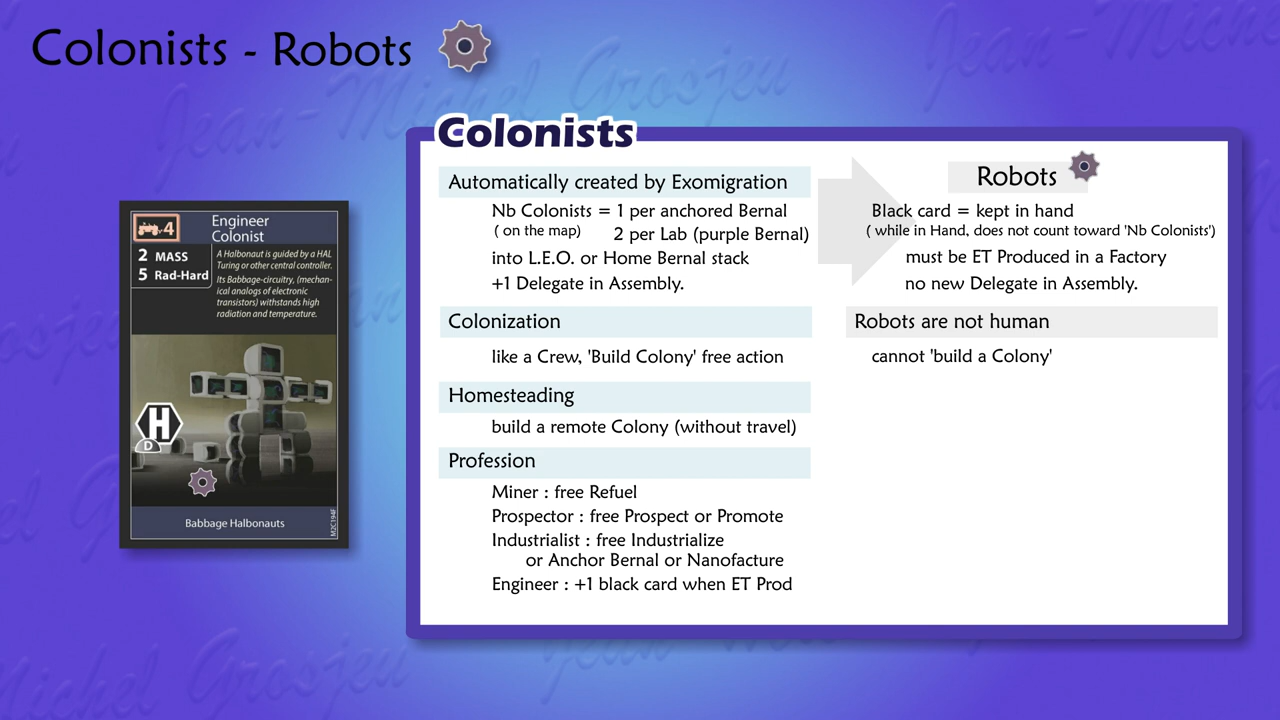 Colonists - Robots
Engineer
Colonist
4
2 MASS
5 Rad-Hard
A Halbonaut is guided by a HAL
Turing or other central controller.
Its Babbage-circuitry, (mechan-
ical analogs of electronic
transistors) withstands high
radiation and temperature.
H
D
Babbage Halbonauts
M2C194F
Colonists
Automatically created by Exomigration
Nb Colonists = 1 per anchored Bernal
( on the map) 2 per Lab (purple Bernal)
into L.E.O. or Home Bernal stack
+1 Delegate in Assembly.
Colonization
like a Crew, 'Build Colony' free action
Homesteading
build a remote Colony (without travel)
Profession
Miner : free Refuel
Prospector : free Prospect or Promote
Industrialist : free Industrialize
or Anchor Bernal or Nanofacture
Engineer : +1 black card when ET Prod
Robots
Black card = kept in hand
( while in Hand, does not count toward 'Nb Colonists')
must be ET Produced in a Factory
no new Delegate in Assembly.
Robots are not human
cannot 'build a Colony'
Jean-Michel Grosjeu